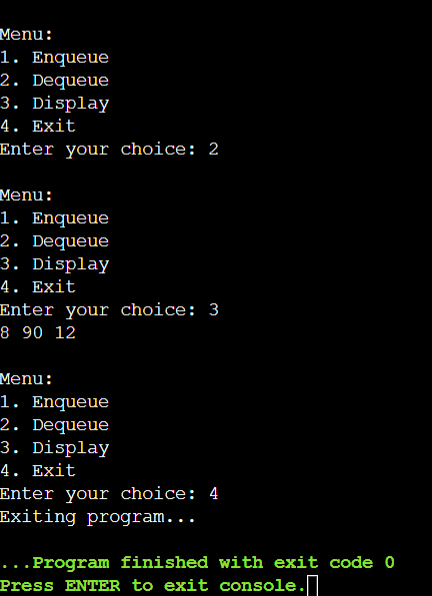 Menu:
1. Enqueue
2. Dequeue
3. Display
4. Exit
Enter your choice: 2
Menu:
1. Enqueue
2. Dequeue
3. Display
4. Exit
Enter your choice: 3
8 90 12
Menu:
1. Enqueue
2. Dequeue
3. Display
4. Exit
Enter your choice: 4
Exiting program...
...Program finished with exit code 0
Press ENTER to exit console.